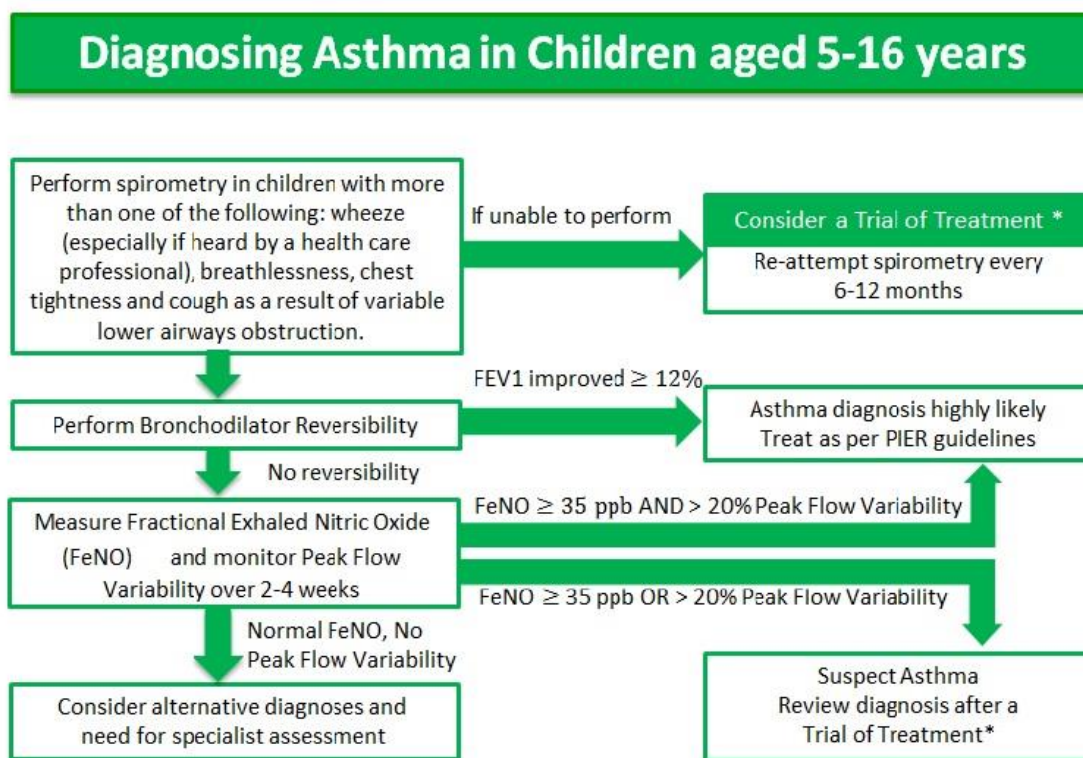 Diagnosing Asthma in Children aged 5-16 years
Perform spirometry in children with more
than one of the following: wheeze
(especially if heard by a health care
professional), breathlessness, chest
tightness and cough as a result of variable
lower airways obstruction.
If unable to perform
Consider a Trial of Treatment *
Re-attempt spirometry every
6-12 months
FEV1 improved ≥ 12%
Perform Bronchodilator Reversibility
Asthma diagnosis highly likely
Treat as per PIER guidelines
No reversibility
FeNO ≥ 35 ppb AND > 20% Peak Flow Variability
Measure Fractional Exhaled Nitric Oxide
(FeNO) and monitor Peak Flow
Variability over 2-4 weeks
FeNO ≥ 35 ppb OR > 20% Peak Flow Variability
Normal FeNO, No
Peak Flow Variability
Consider alternative diagnoses and
need for specialist assessment
Suspect Asthma
Review diagnosis after a
Trial of Treatment*